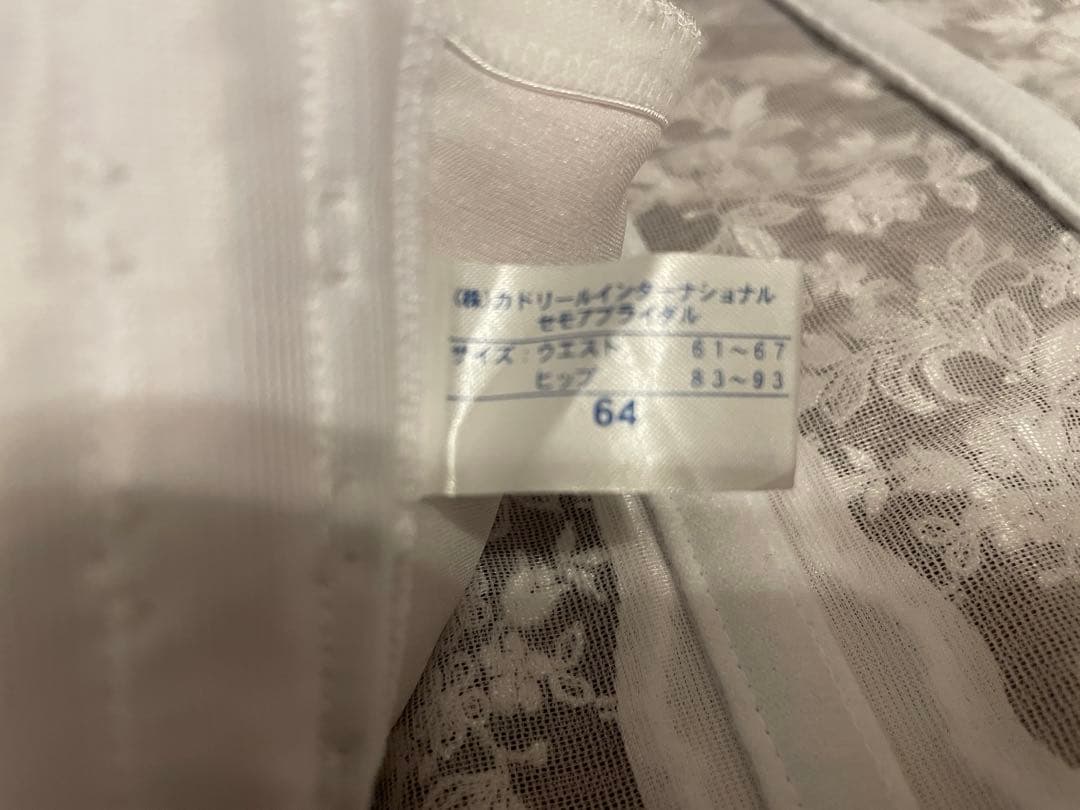 (株)カドリールインターナショナル
セモアブライダル
サイズ:ウエスト 61~67
ヒップ 83~93
64